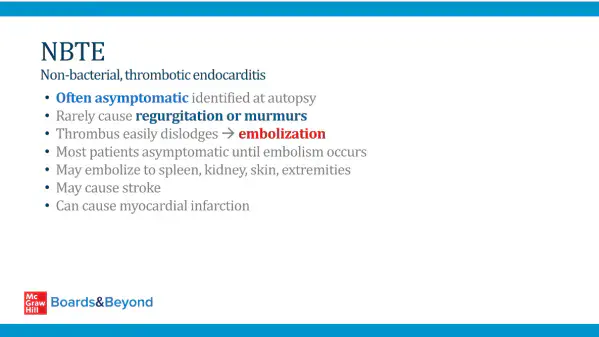 NBTE
Non-bacterial, thrombotic endocarditis
• Often asymptomatic identified at autopsy
• Rarely cause regurgitation or murmurs
• Thrombus easily dislodges → embolization
• Most patients asymptomatic until embolism occurs
• May embolize to spleen, kidney, skin, extremities
• May cause stroke
• Can cause myocardial infarction
Mc
Graw
Hill
Boards&Beyond